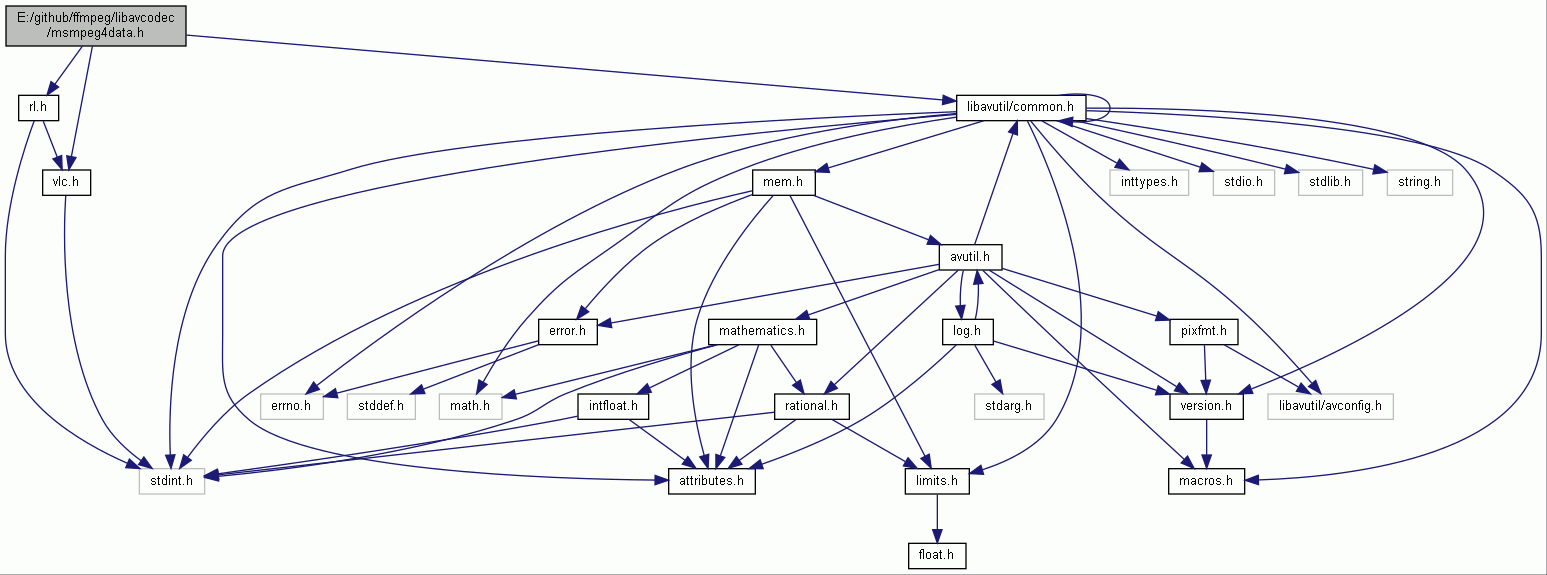 E:/github/ffmpeg/libavcodec
/msmpeg4data.h
rl.h
libavutil/common.h
vlc.h
mem.h
inttypes.h
stdio.h
stdlib.h
string.h
avutil.h
error.h
mathematics.h
log.h
pixfmt.h
errno.h
stddef.h
math.h
intfloat.h
rational.h
stdarg.h
version.h
libavutil/avconfig.h
stdint.h
attributes.h
limits.h
macros.h
float.h